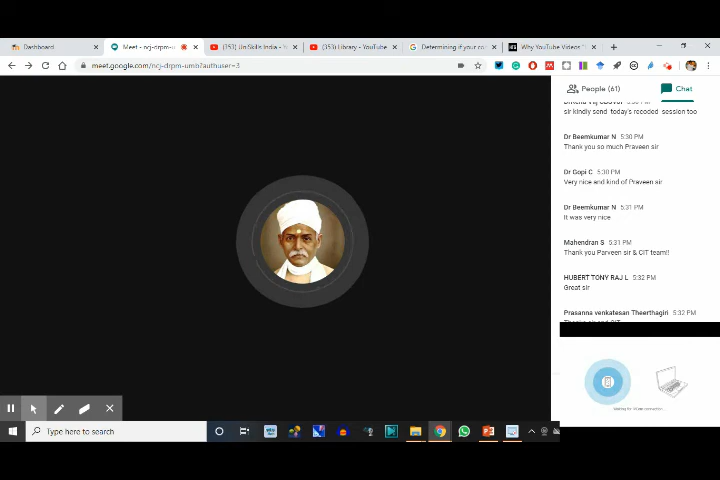 Dashboard
Meet - ncj-drpm-u
(353) UniSkills India - Yo
(353) Library - YouTube
Determining if your co
Why YouTube Videos
meet.google.com/ncj-drpm-umb?authuser=3
People (61)
Chat
sir kindly send today's recoded session too
Dr Beemkumar N 5:30 PM
Thank you so much Praveen sir
Dr Gopi C 5:30 PM
Very nice and kind of Praveen sir
Dr Beemkumar N 5:31 PM
It was very nice
Mahendran S 5:31 PM
Thank you Parveen sir & CIT team!!
HUBERT TONY RAJ L 5:32 PM
Great sir
Prasanna venkatesan Theerthagiri 5:32 PM
Type here to search